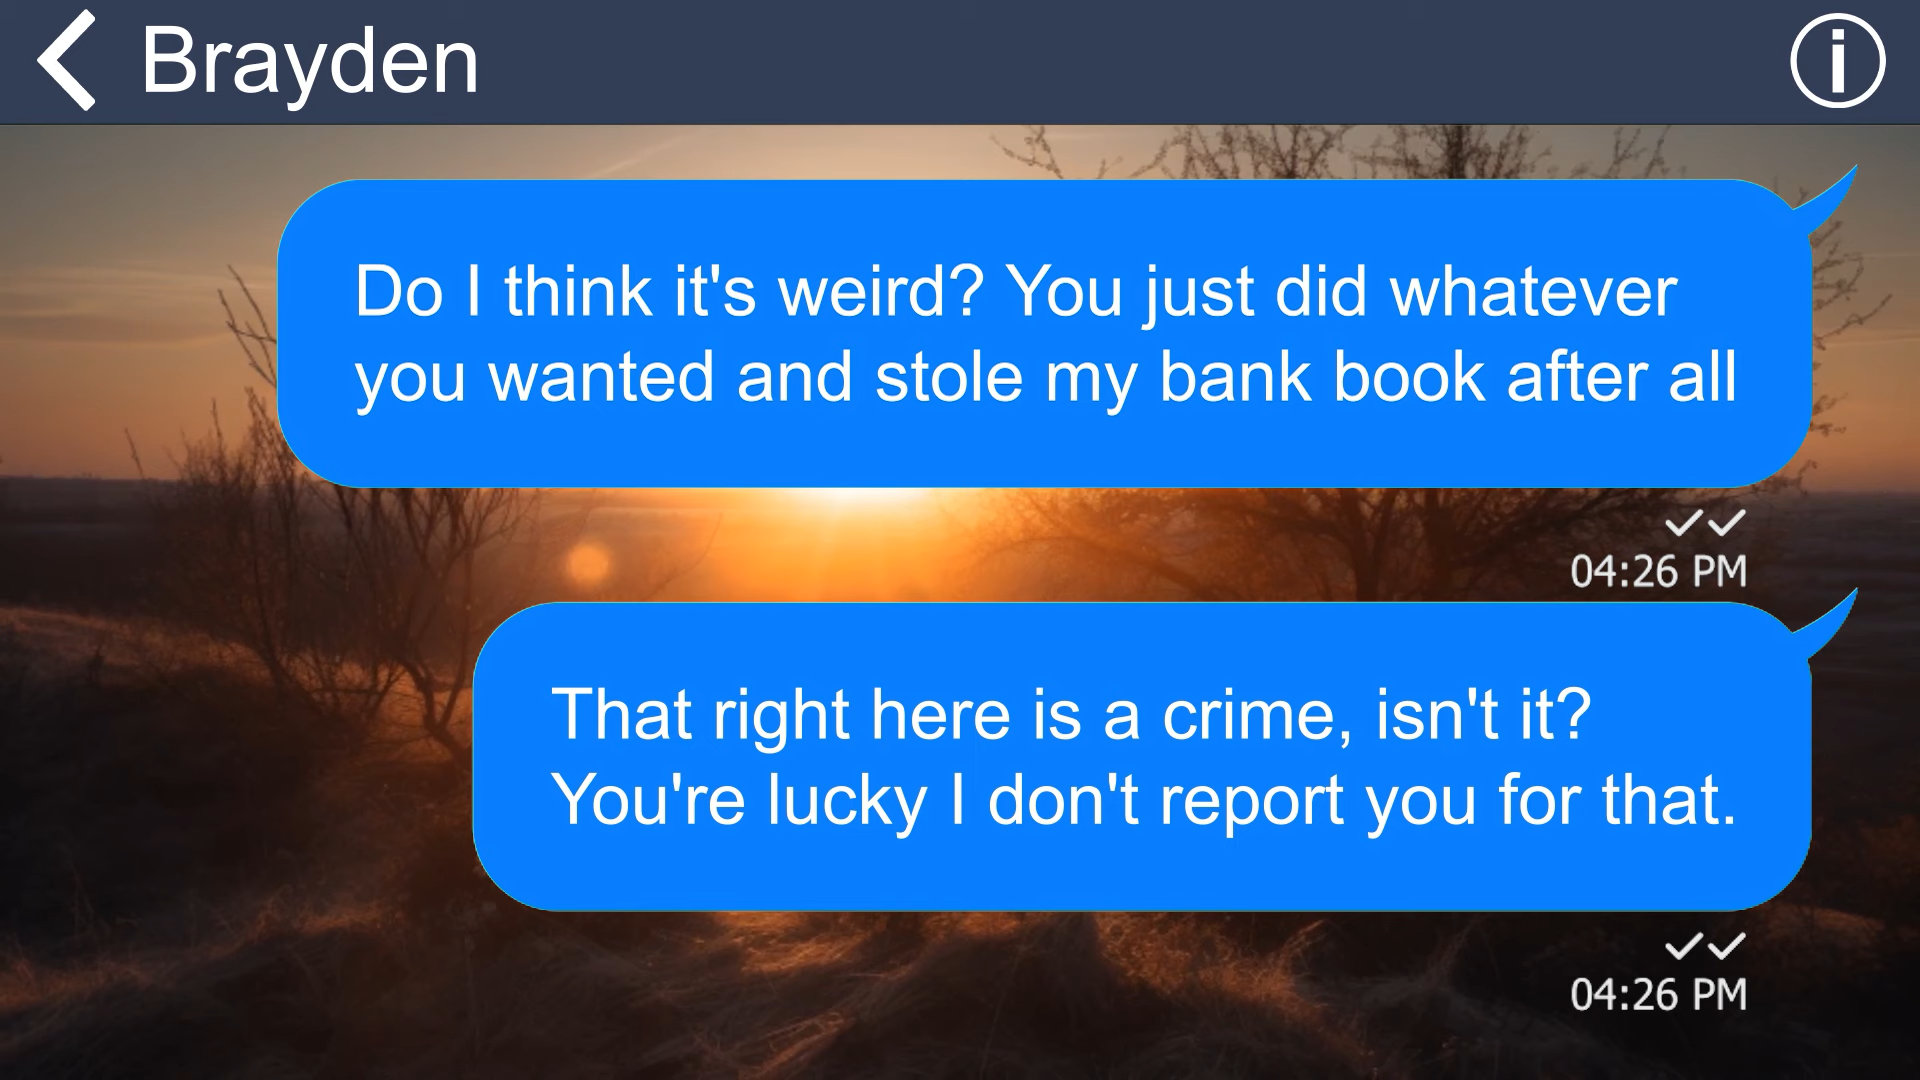 Brayden
Do I think it's weird? You just did whatever
you wanted and stole my bank book after all
04:26 PM
That right here is a crime, isn't it?
You're lucky I don't report you for that.
04:26 PM